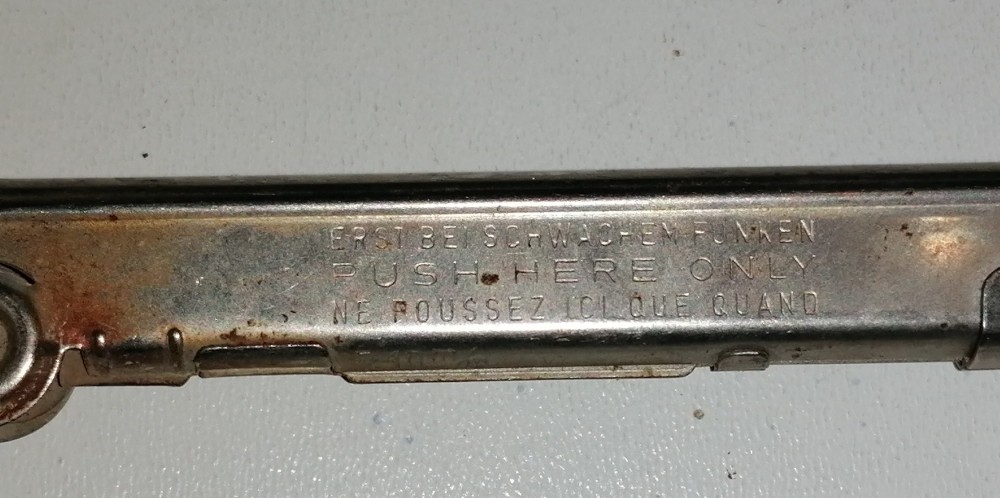 ERST BEI SCHWACHEM FUNKEN
PUSH HERE ONLY
NE POUSSEZ ICI QUE QUAND